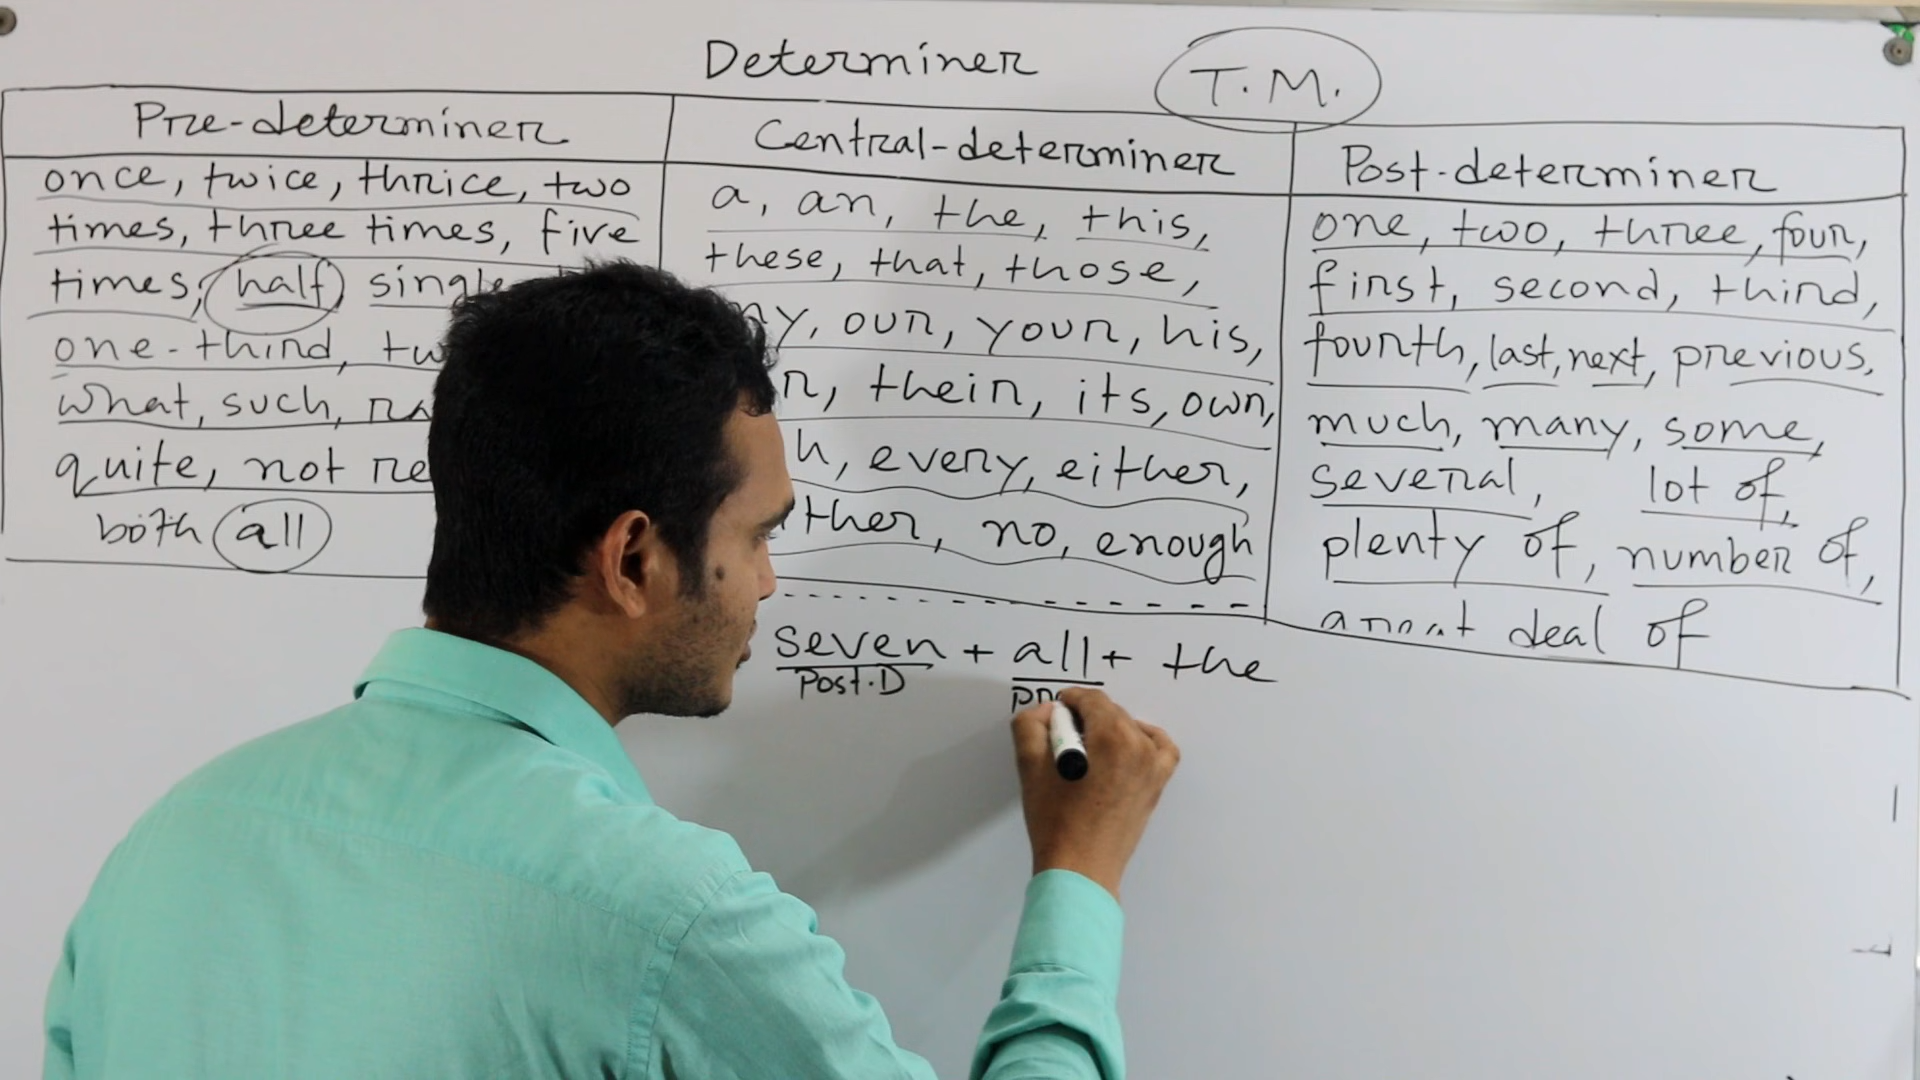 Determiner
T.M.
Pre-determiner
Central-determiner
Post-determiner
once, twice, thrice, two
times, three times, five
times, half, single
one-third,
what, such,
quite, not
both all
a, an, the, this,
these, that, those,
our, your, his,
their, its, own,
every, either,
no, enough
one, two, three, four,
first, second, third,
fourth, last, next, previous,
much, many, some,
several, lot of,
plenty of, number of,
deal of
seven + all + the
Post.D